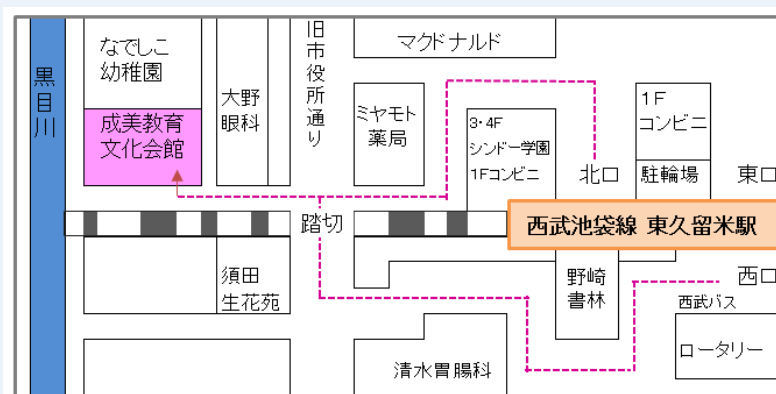 黒目川
なでしこ
幼稚園
成美教育
文化会館
大野
眼科
旧市役所通り
マクドナルド
ミヤモト
薬局
3・4F
シンドー学園
1Fコンビニ
北口
1F
コンビニ
駐輪場
東口
踏切
西武池袋線 東久留米駅
須田
生花苑
野崎
書林
西口
西武バス
ロータリー
清水胃腸科